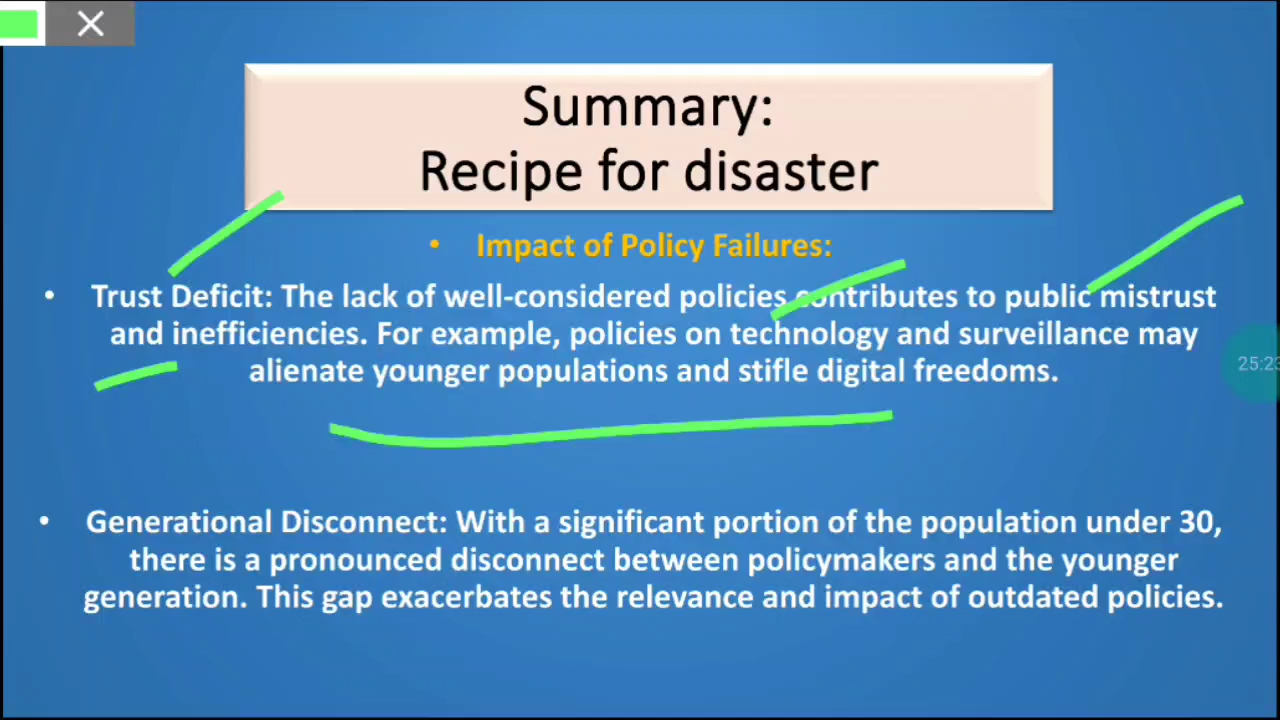 Summary:
Recipe for disaster
• Impact of Policy Failures:
• Trust Deficit: The lack of well-considered policies contributes to public mistrust
and inefficiencies. For example, policies on technology and surveillance may
alienate younger populations and stifle digital freedoms.
25:23
• Generational Disconnect: With a significant portion of the population under 30,
there is a pronounced disconnect between policymakers and the younger
generation. This gap exacerbates the relevance and impact of outdated policies.